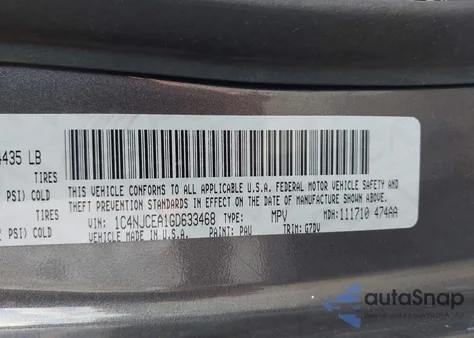 435 LB
TIRES
PSI) COLD
TIRES
PSI) COLD
THIS VEHICLE CONFORMS TO ALL APPLICABLE U.S.A. FEDERAL MOTOR VEHICLE SAFETY AND
THEFT PREVENTION STANDARDS IN EFFECT ON THE DATE OF MANUFACTURE SHOWN ABOVE.
VIN: 1C4NJCEA1GD633468 TYPE: MPV MDH: 111710 474AA
VEHICLE MADE IN U.S.A. PAINT: PAU TRIM: G7DV
autoSnap